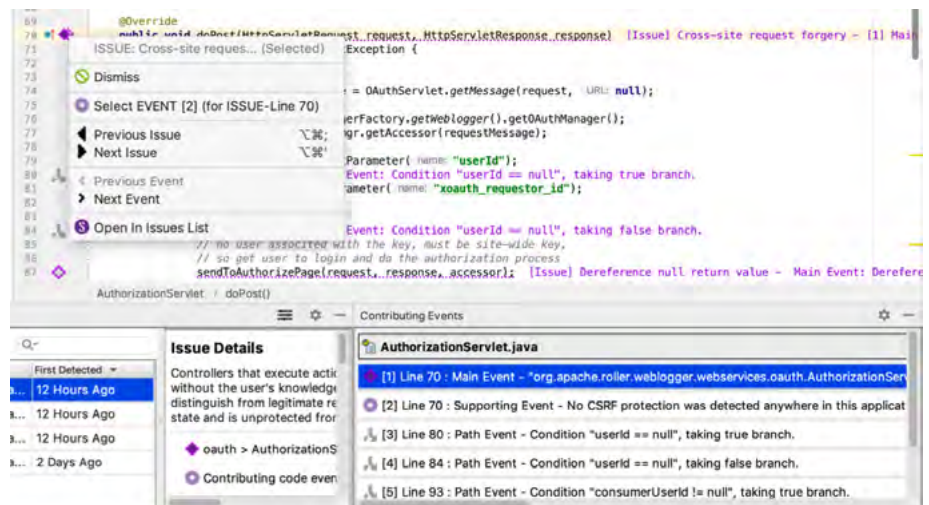 69 @Override
70 public void doPost(HttpServletRequest request, HttpServletResponse response) [Issue] Cross-site request forgery - [1] Main
71 Exception {
ISSUE: Cross-site reques... (Selected)
72
73 Dismiss
74 = OAuthServlet.getMessage(request, URL: null);
75 Select EVENT [2] (for ISSUE-Line 70)
76 erFactory.getWeblogger().getOAuthManager();
77 Previous Issue ⌥⌘; gr.getAccessor(requestMessage);
78 Next Issue ⌥⌘'
79 Parameter( name: "userId");
80 Previous Event Event: Condition "userId == null", taking true branch.
81 ameter( name: "xoauth_requestor_id");
82 Next Event
83
84 Open In Issues List Event: Condition "userId == null", taking false branch.
85 // no user associted with the key, must be site-wide key,
86 // so get user to login and do the authorization process
87 sendToAuthorizePage(request, response, accessor); [Issue] Dereference null return value - Main Event: Derefere
AuthorizationServlet › doPost()
Contributing Events
Q-
First Detected
a... 12 Hours Ago
a... 12 Hours Ago
a... 12 Hours Ago
a... 2 Days Ago
Issue Details
Controllers that execute actic
without the user's knowledge
distinguish from legitimate re
state and is unprotected fror
oauth > AuthorizationS
Contributing code even
AuthorizationServlet.java
[1] Line 70 : Main Event - "org.apache.roller.weblogger.webservices.oauth.AuthorizationServ
[2] Line 70 : Supporting Event - No CSRF protection was detected anywhere in this applicat
[3] Line 80 : Path Event - Condition "userId == null", taking true branch.
[4] Line 84 : Path Event - Condition "userId == null", taking false branch.
[5] Line 93 : Path Event - Condition "consumerUserId != null", taking true branch.